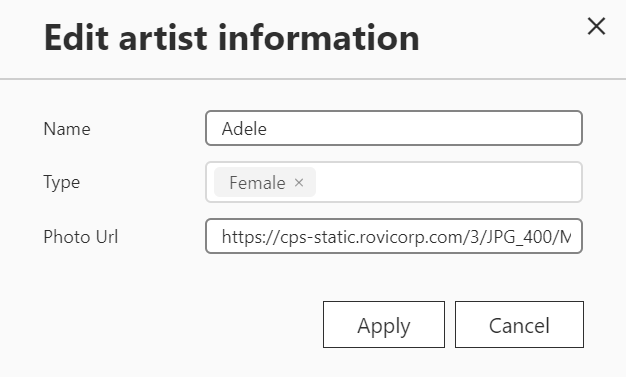 Edit artist information
Name Adele
Type Female ×
Photo Url https://cps-static.rovicorp.com/3/JPG_400/M
Apply Cancel